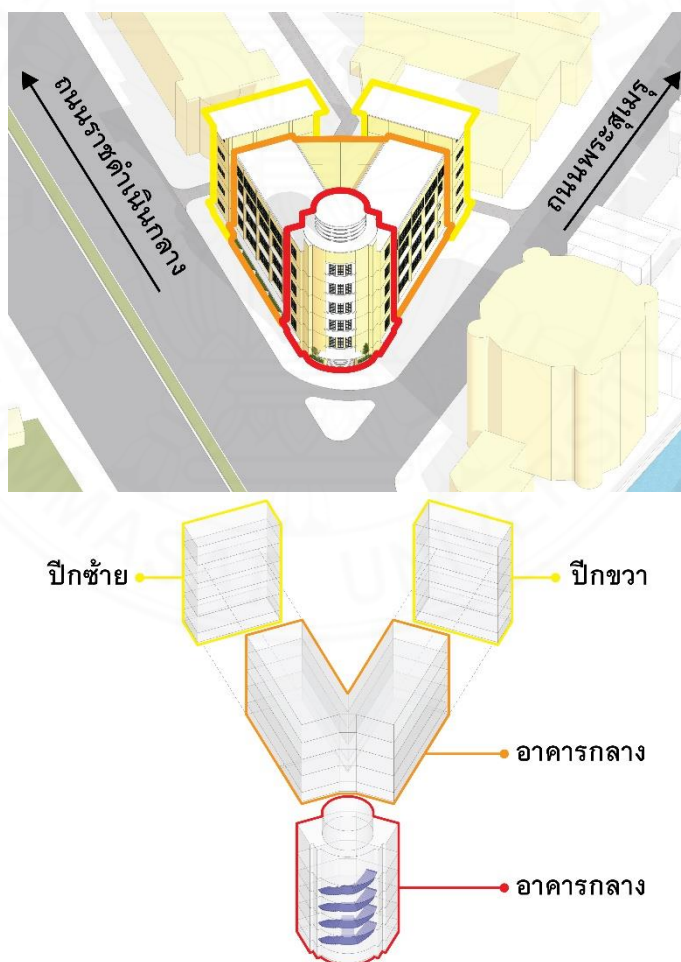 ถนนราชดำเนินกลาง
ถนนพระสุเมรุ
ปีกซ้าย
ปีกขวา
อาคารกลาง
อาคารกลาง